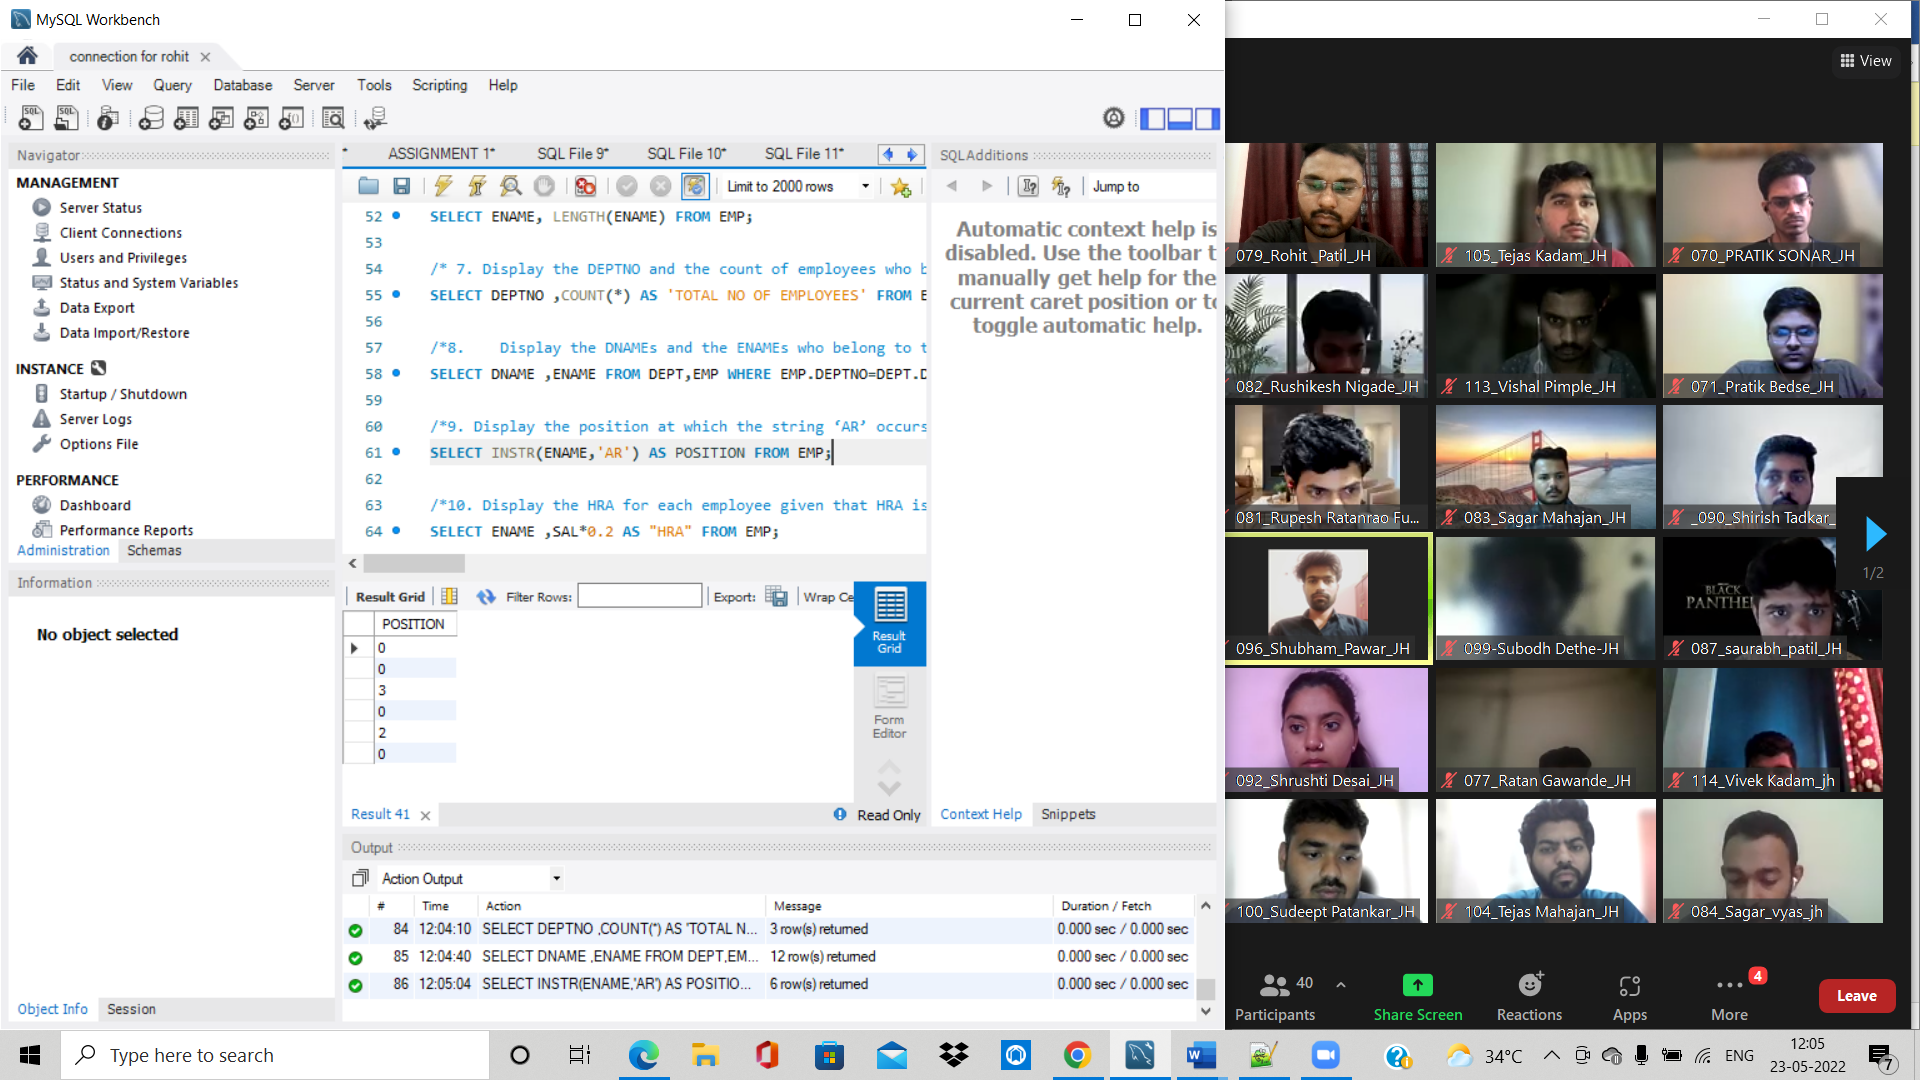 MySQL Workbench
connection for rohit
File Edit View Query Database Server Tools Scripting Help
Navigator
MANAGEMENT
Server Status
Client Connections
Users and Privileges
Status and System Variables
Data Export
Data Import/Restore
INSTANCE
Startup / Shutdown
Server Logs
Options File
PERFORMANCE
Dashboard
Performance Reports
Administration Schemas
Information
No object selected
Object Info Session
* ASSIGNMENT 1* SQL File 9* SQL File 10* SQL File 11*
Limit to 2000 rows
52 SELECT ENAME, LENGTH(ENAME) FROM EMP;
53
54 /* 7. Display the DEPTNO and the count of employees who b
55 SELECT DEPTNO ,COUNT(*) AS 'TOTAL NO OF EMPLOYEES' FROM E
56
57 /*8. Display the DNAMEs and the ENAMEs who belong to t
58 SELECT DNAME ,ENAME FROM DEPT,EMP WHERE EMP.DEPTNO=DEPT.D
59
60 /*9. Display the position at which the string ‘AR’ occurs
61 SELECT INSTR(ENAME,'AR') AS POSITION FROM EMP;
62
63 /*10. Display the HRA for each employee given that HRA is
64 SELECT ENAME ,SAL*0.2 AS "HRA" FROM EMP;
Result Grid Filter Rows: Export: Wrap Ce
POSITION
0
0
3
0
2
0
Result Grid
Form Editor
Result 41 Read Only
SQLAdditions
Jump to
Automatic context help is
disabled. Use the toolbar t
manually get help for the
current caret position or to
toggle automatic help.
Context Help Snippets
Output
Action Output
# Time Action Message Duration / Fetch
84 12:04:10 SELECT DEPTNO ,COUNT(*) AS 'TOTAL N... 3 row(s) returned 0.000 sec / 0.000 sec
85 12:04:40 SELECT DNAME ,ENAME FROM DEPT,EM... 12 row(s) returned 0.000 sec / 0.000 sec
86 12:05:04 SELECT INSTR(ENAME,'AR') AS POSITIO... 6 row(s) returned 0.000 sec / 0.000 sec
View
079_Rohit _Patil_JH 105_Tejas Kadam_JH 070_PRATIK SONAR_JH
082_Rushikesh Nigade_JH 113_Vishal Pimple_JH 071_Pratik Bedse_JH
081_Rupesh Ratanrao Fu... 083_Sagar Mahajan_JH _090_Shirish Tadkar_
1/2
BLACK
PANTHE
096_Shubham_Pawar_JH 099-Subodh Dethe-JH 087_saurabh_patil_JH
092_Shrushti Desai_JH 077_Ratan Gawande_JH 114_Vivek Kadam_jh
100_Sudeept Patankar_JH 104_Tejas Mahajan_JH 084_Sagar_vyas_jh
40 4
Participants Share Screen Reactions Apps More Leave
Type here to search
34°C ENG
12:05
23-05-2022
7